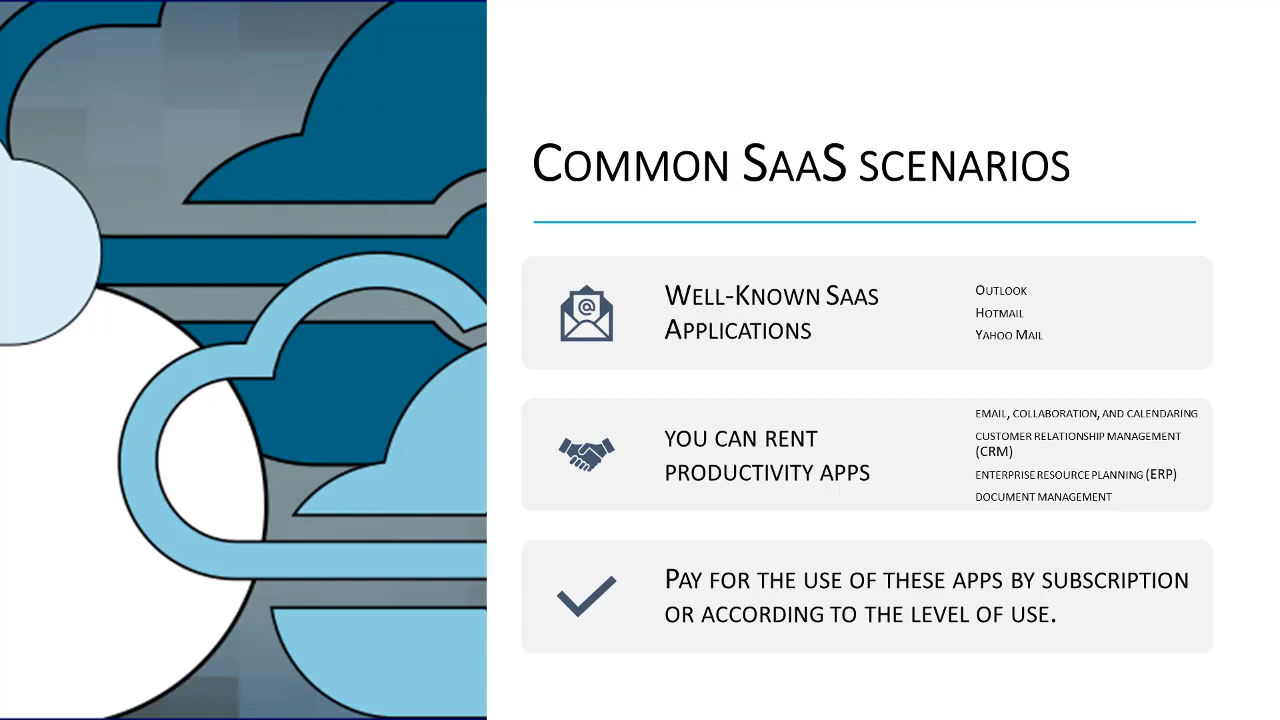 Common SaaS scenarios
Well-Known Saas
Applications
Outlook
Hotmail
Yahoo Mail
you can rent
productivity apps
email, collaboration, and calendaring
customer relationship management
(CRM)
enterprise resource planning (ERP)
document management
Pay for the use of these apps by subscription
or according to the level of use.